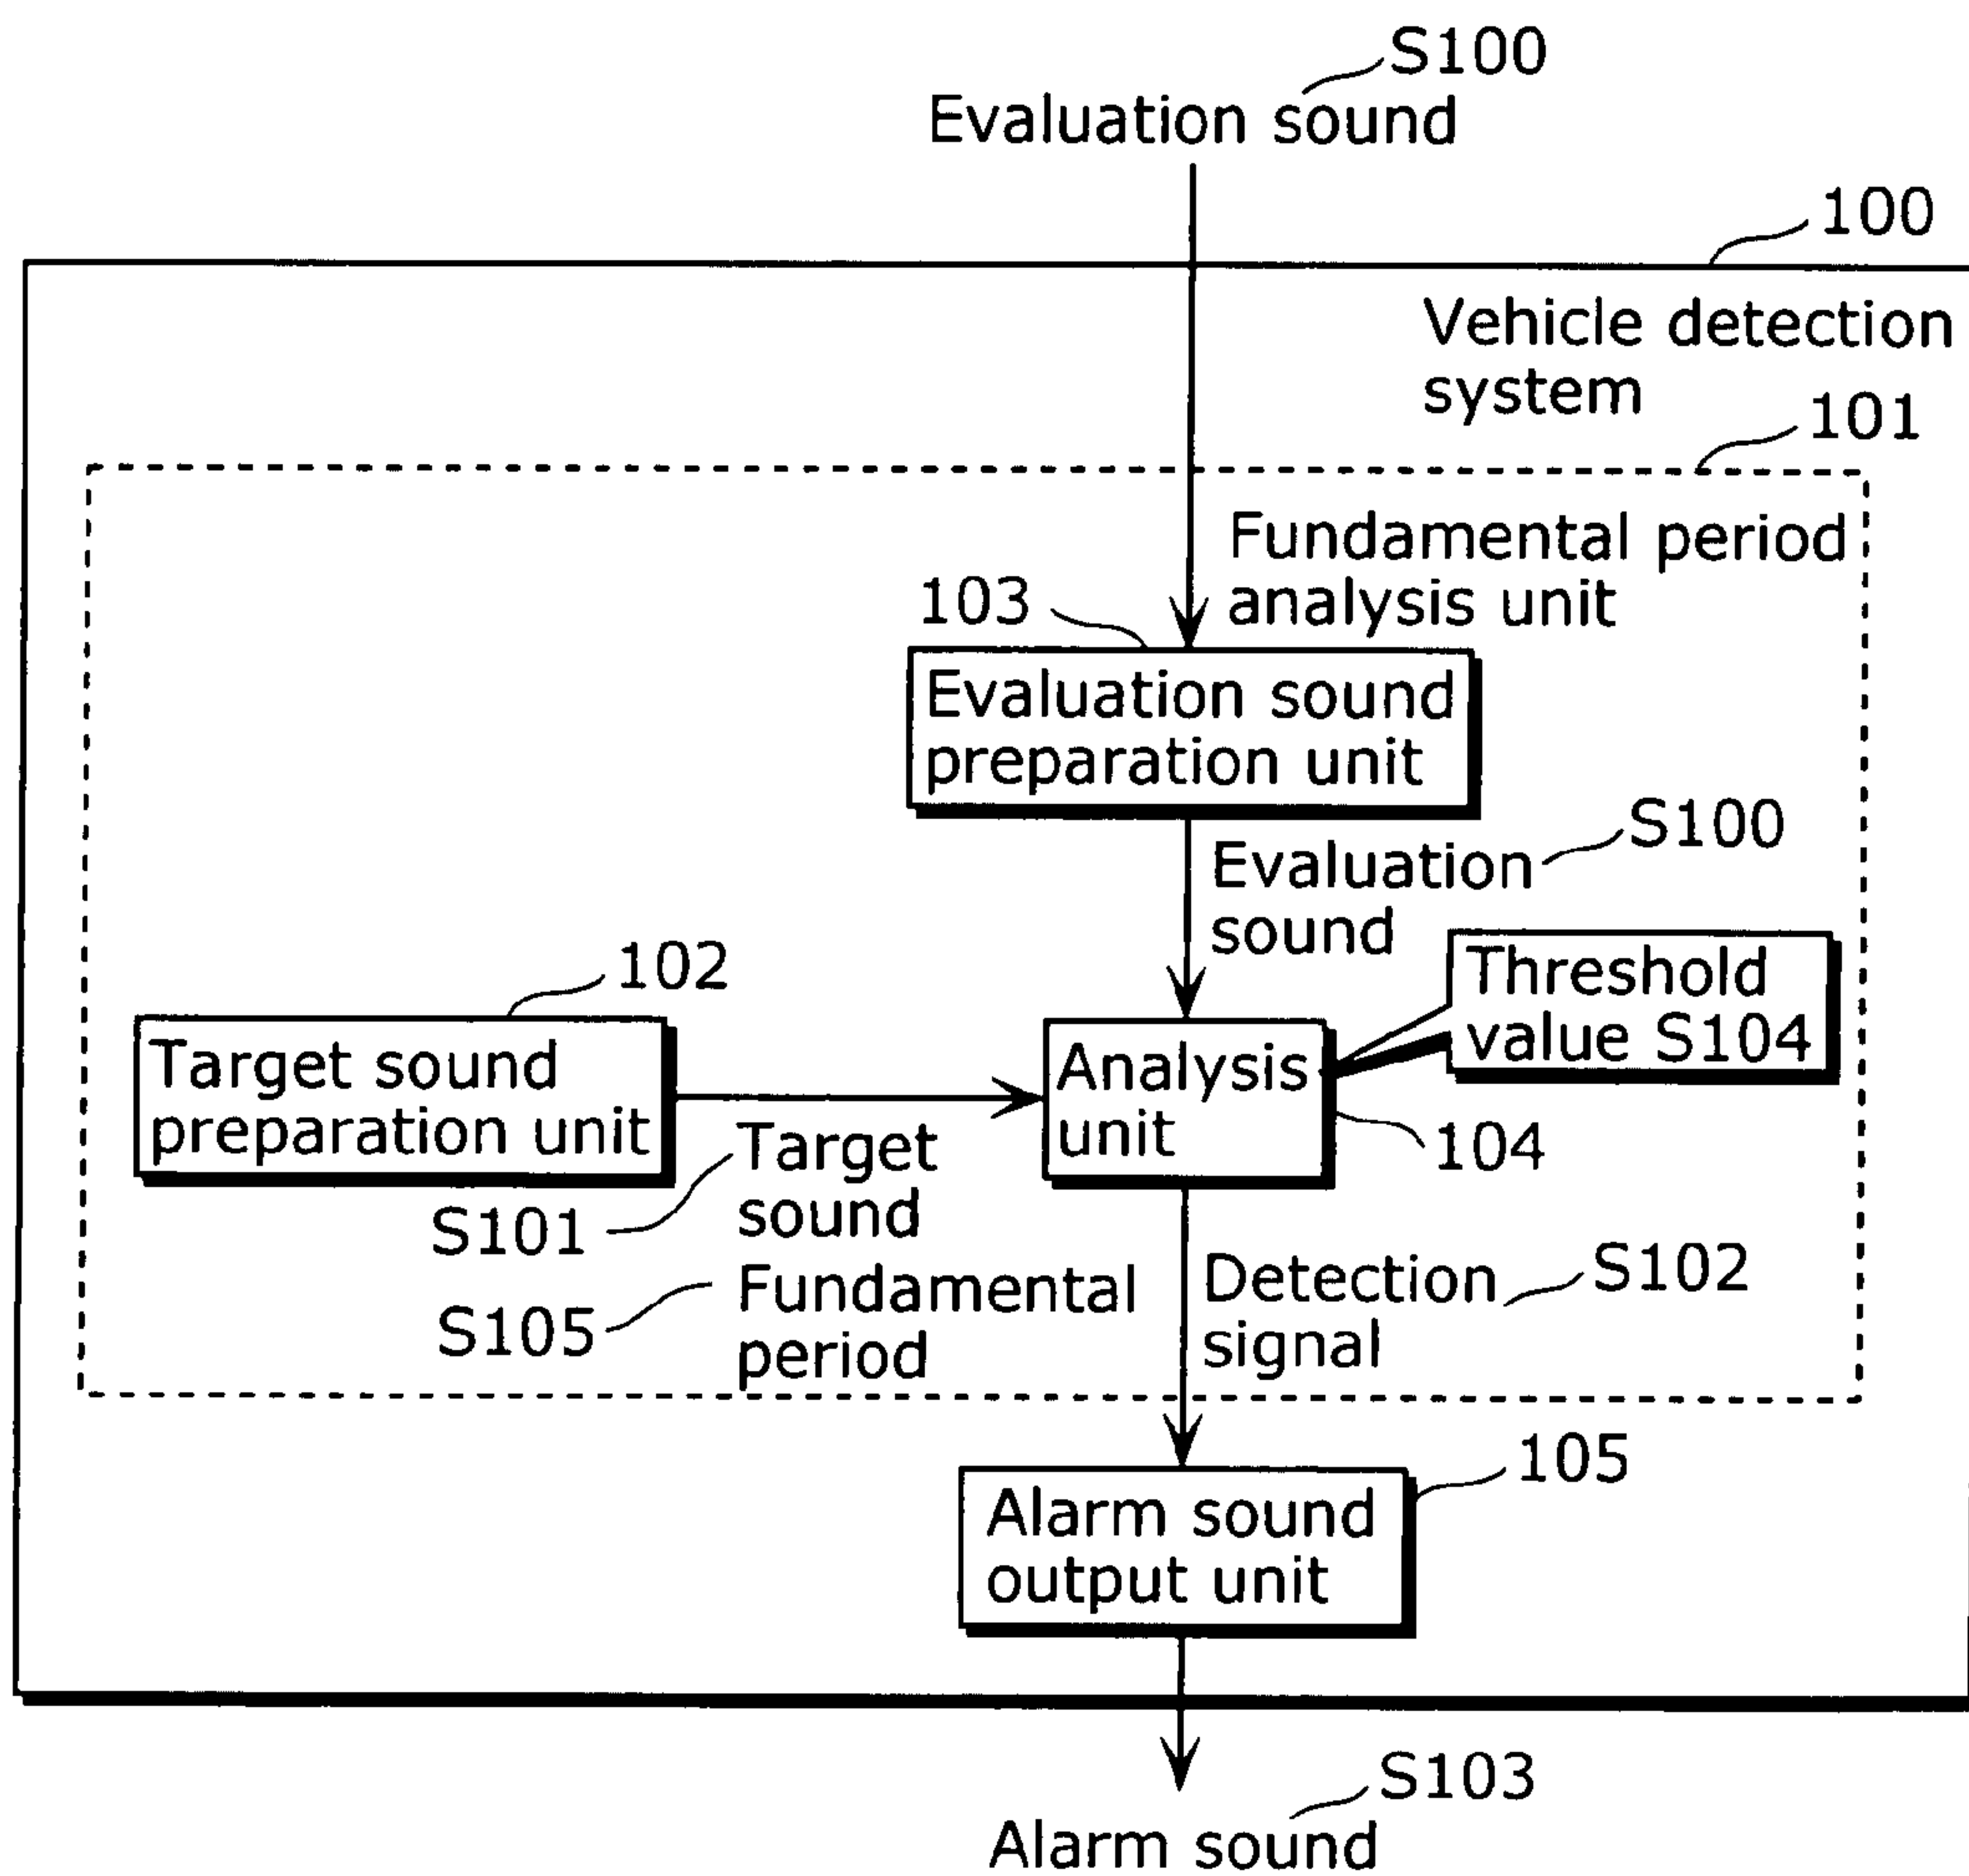 S100
Evaluation sound
100
Vehicle detection
system
101
Fundamental period
analysis unit
103
Evaluation sound
preparation unit
S100
Evaluation
sound
Threshold
value S104
102
Target sound
preparation unit
Analysis
unit
104
Target
sound
S101
Fundamental
period
S105
Detection
signal
S102
105
Alarm sound
output unit
S103
Alarm sound